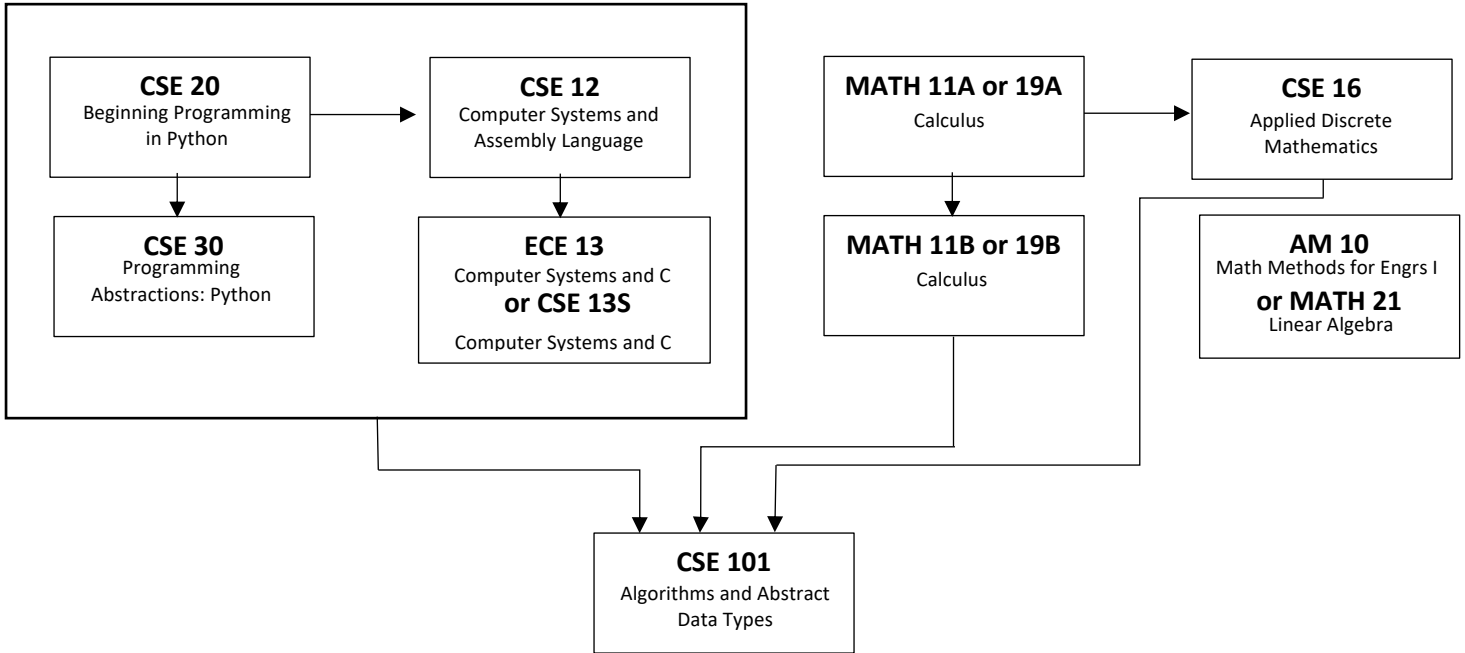 CSE 20
Beginning Programming
in Python
CSE 12
Computer Systems and
Assembly Language
MATH 11A or 19A
Calculus
CSE 16
Applied Discrete
Mathematics
CSE 30
Programming
Abstractions: Python
ECE 13
Computer Systems and C
or CSE 13S
Computer Systems and C
MATH 11B or 19B
Calculus
AM 10
Math Methods for Engrs I
or MATH 21
Linear Algebra
CSE 101
Algorithms and Abstract
Data Types